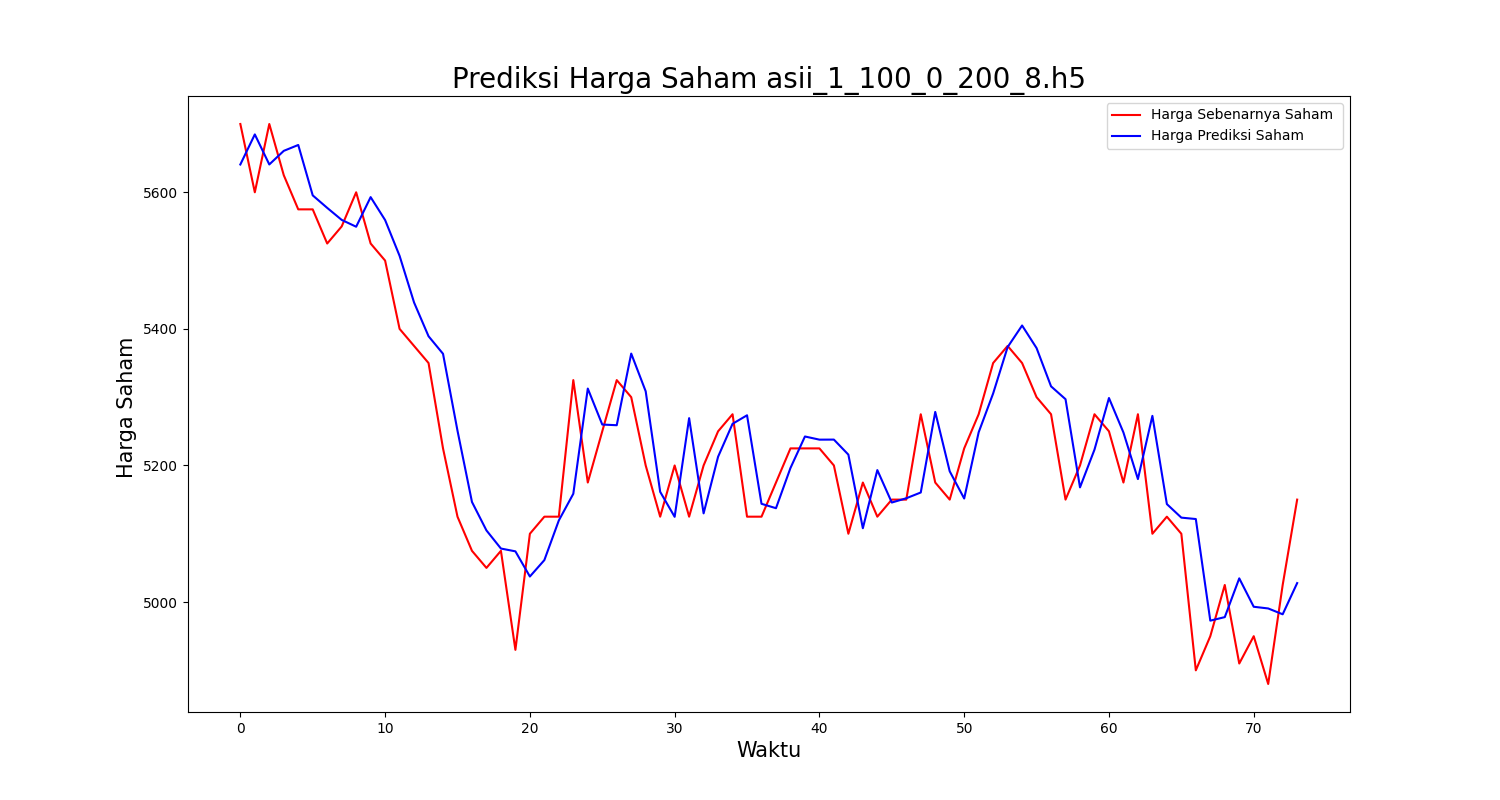 Prediksi Harga Saham asii_1_100_0_200_8.h5
Harga Sebenarnya Saham
Harga Prediksi Saham
Harga Saham
5600
5400
5200
5000
0 10 20 30 40 50 60 70
Waktu